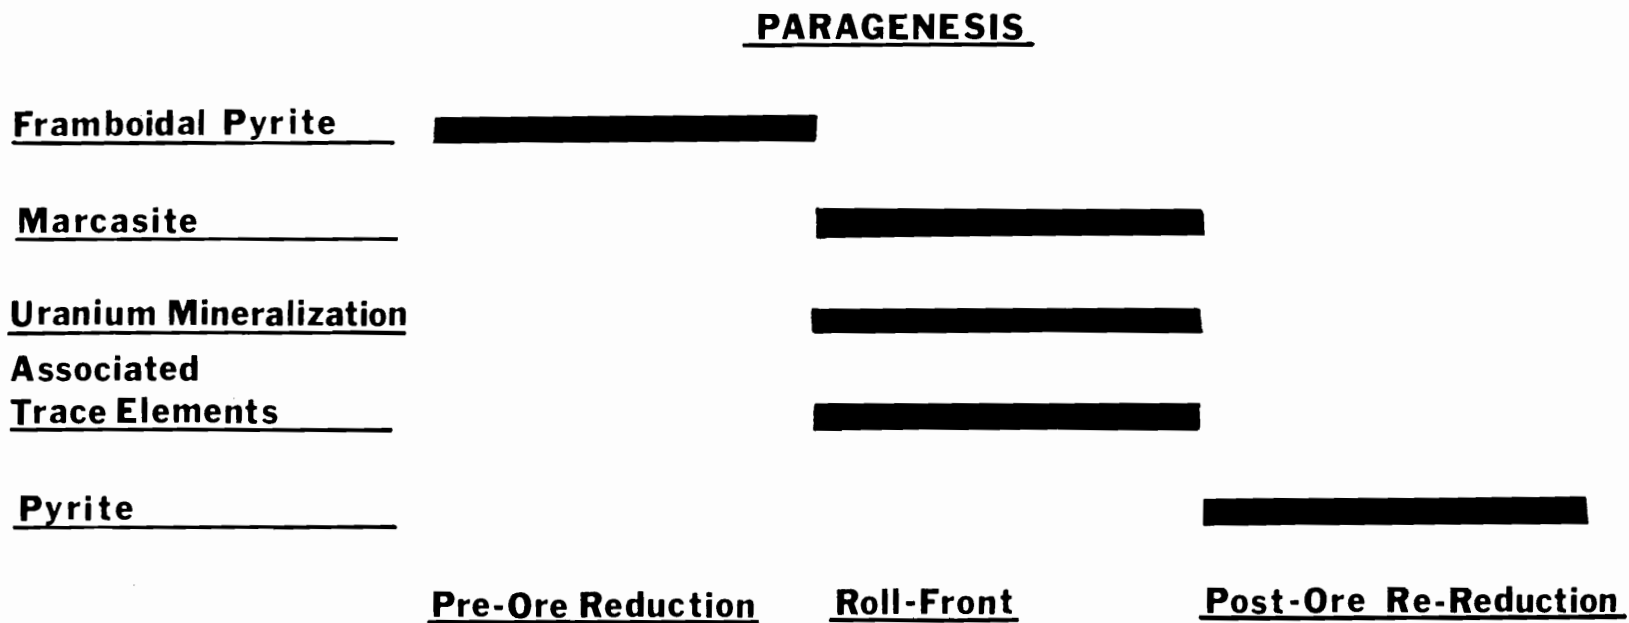 PARAGENESIS
Framboidal Pyrite
Marcasite
Uranium Mineralization
Associated
Trace Elements
Pyrite
Pre-Ore Reduction Roll-Front Post-Ore Re-Reduction